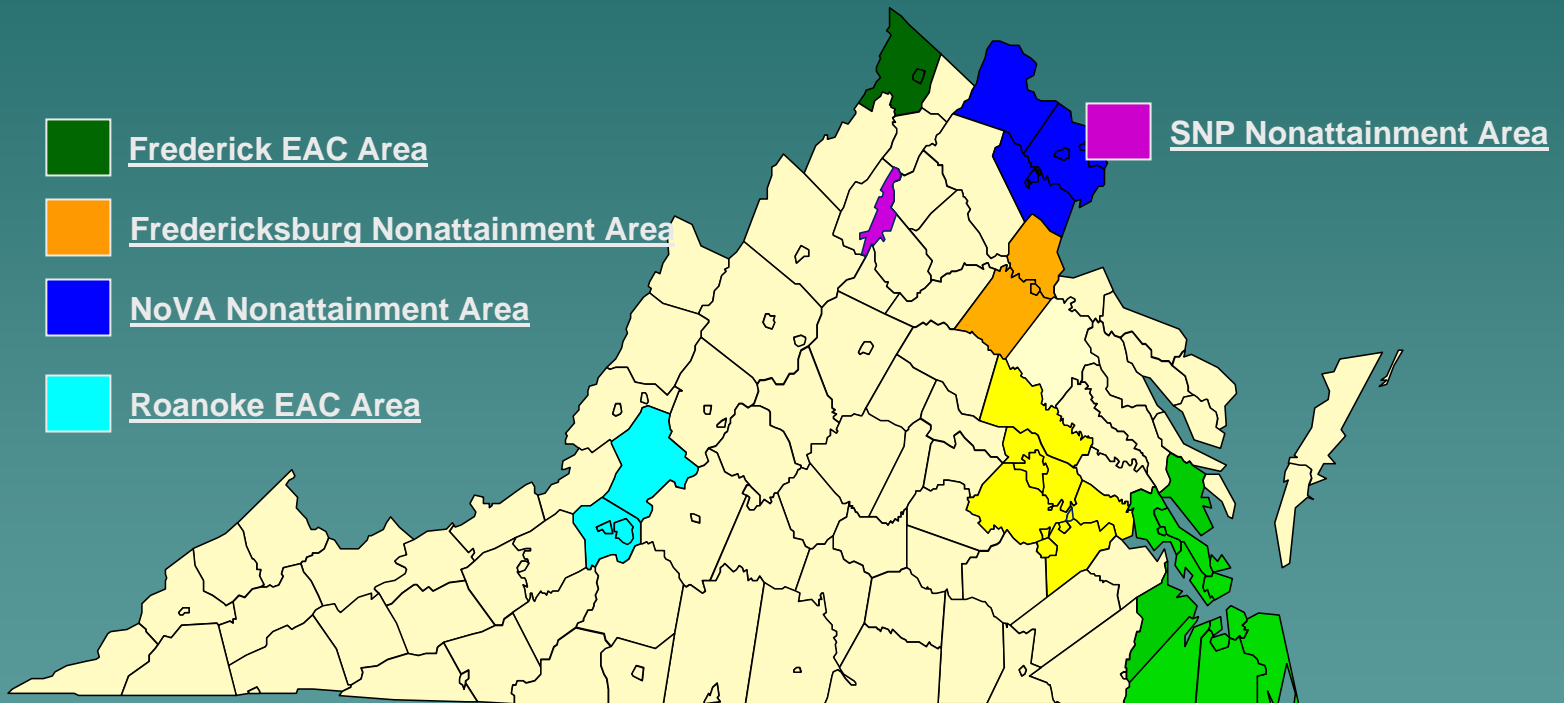 SNP Nonattainment Area
Frederick EAC Area
Fredericksburg Nonattainment Area
NoVA Nonattainment Area
Roanoke EAC Area